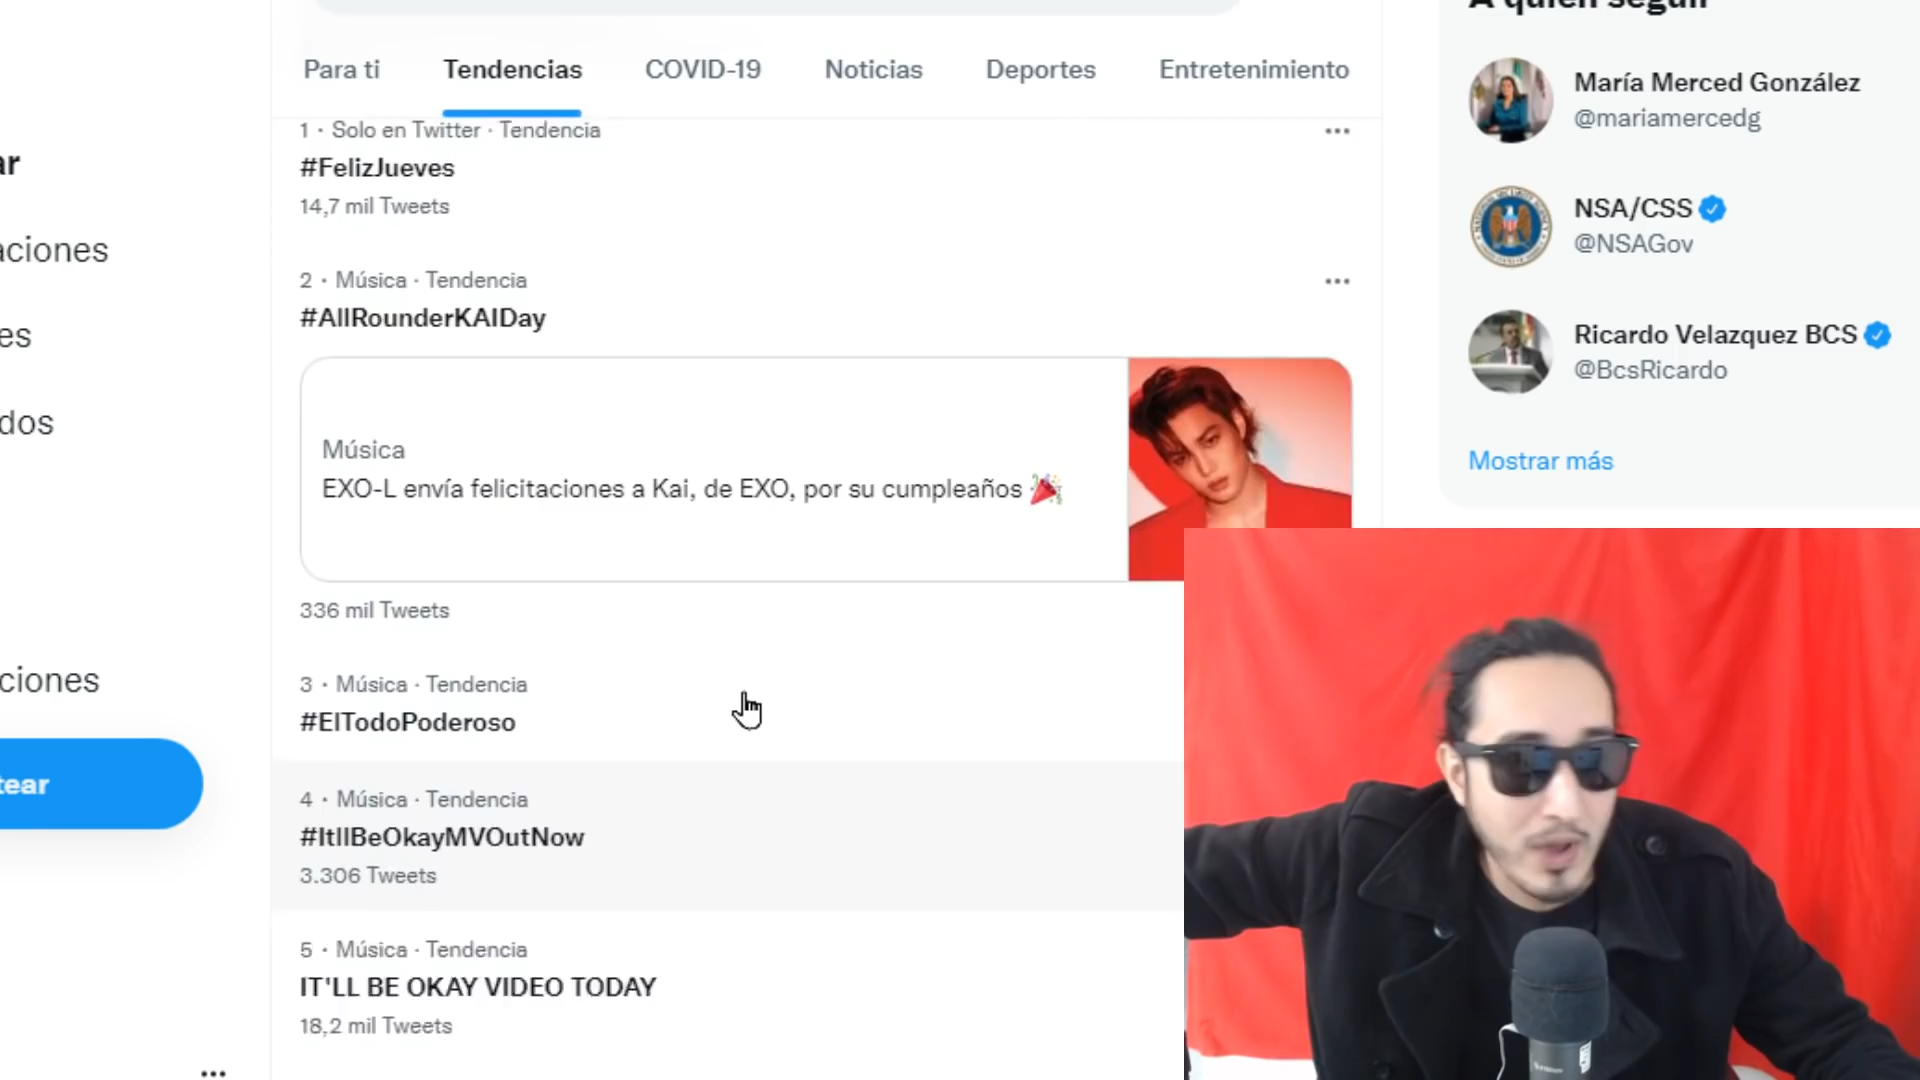 A quien seguir
Para ti Tendencias COVID-19 Noticias Deportes Entretenimiento
1 · Solo en Twitter · Tendencia
#FelizJueves
14,7 mil Tweets
2 · Música · Tendencia
#AllRounderKAIDay
Música
EXO-L envía felicitaciones a Kai, de EXO, por su cumpleaños 🎉
336 mil Tweets
3 · Música · Tendencia
#ElTodoPoderoso
4 · Música · Tendencia
#ItllBeOkayMVOutNow
3.306 Tweets
5 · Música · Tendencia
IT'LL BE OKAY VIDEO TODAY
18,2 mil Tweets
ar
aciones
es
dos
ciones
tear
María Merced González
@mariamercedg
NSA/CSS
@NSAGov
Ricardo Velazquez BCS
@BcsRicardo
Mostrar más